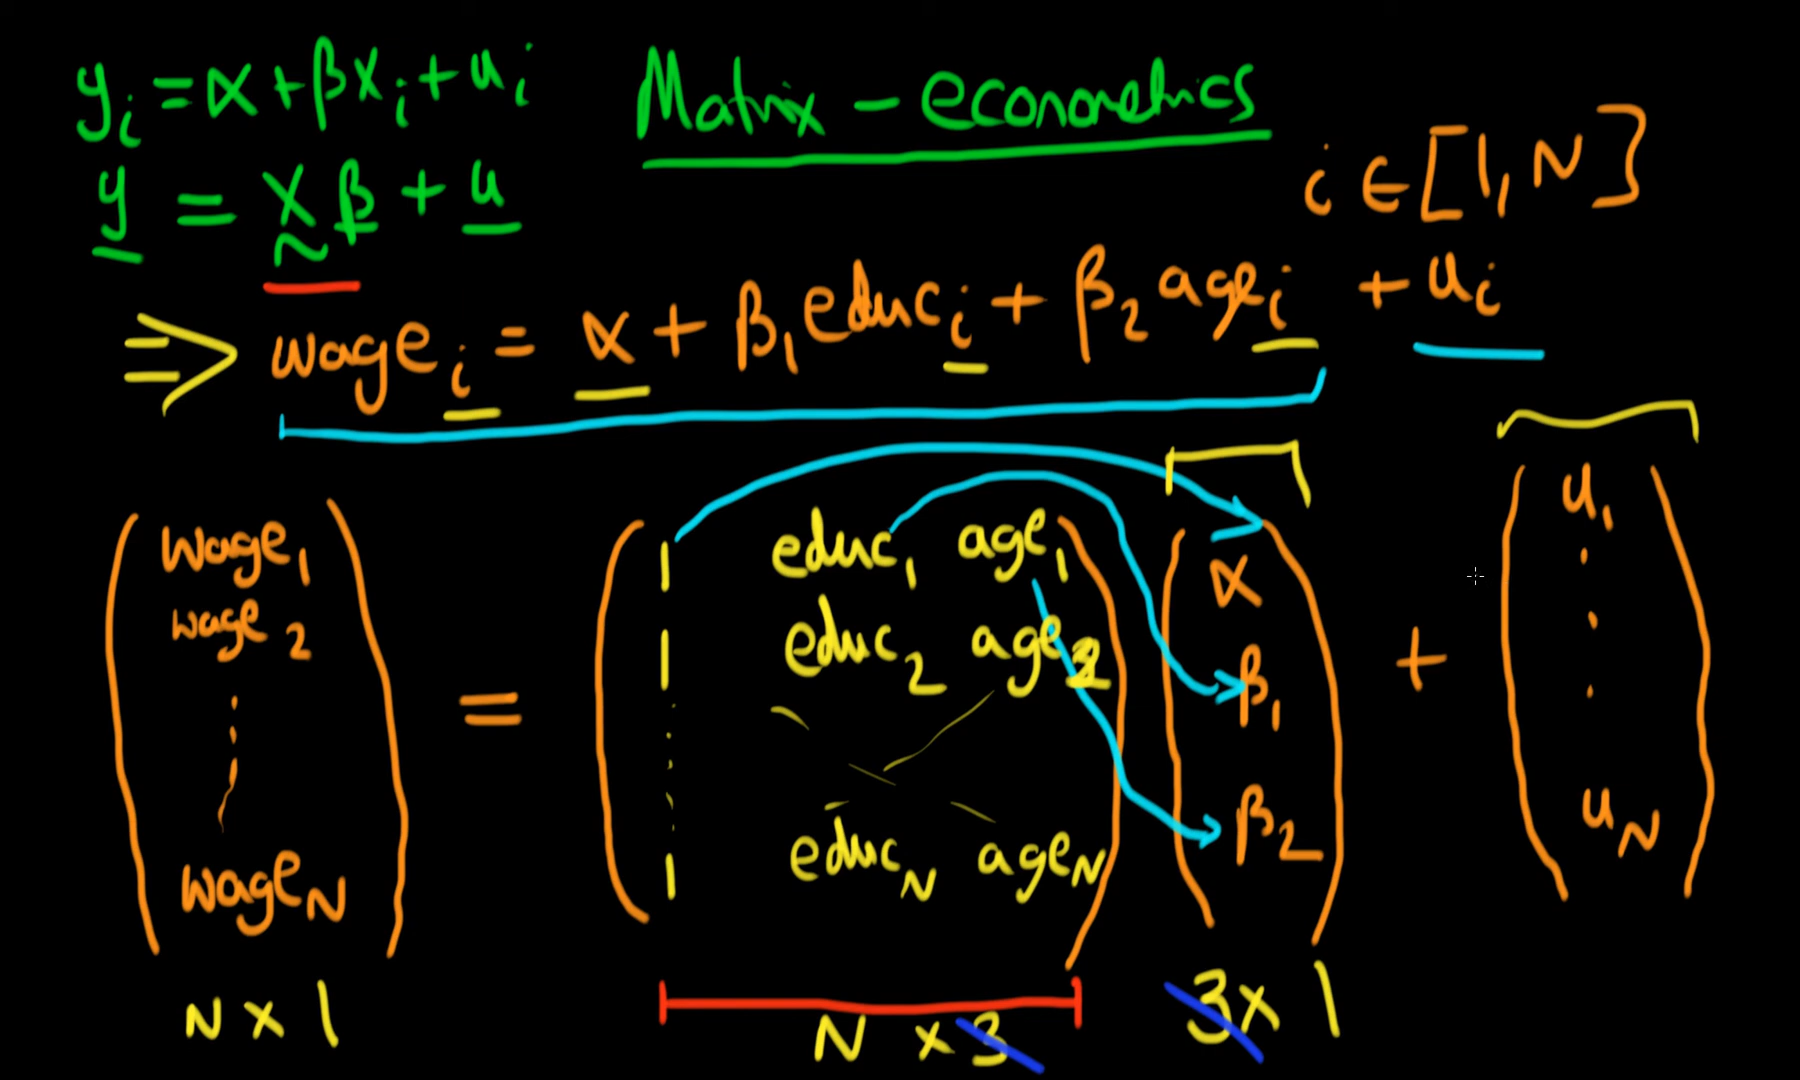 yᵢ = α + βxᵢ + uᵢ
Matrix - econometrics
y = Xβ + u
i ∈ [1, N]
⇒ wageᵢ = α + β₁educᵢ + β₂ageᵢ + uᵢ
wage₁
wage₂
wage_N
=
1 educ₁ age₁
1 educ₂ age₂
1 educ_N age_N
α
β₁
β₂
+
u₁
u_N
N x 1
N x 3
3 x 1